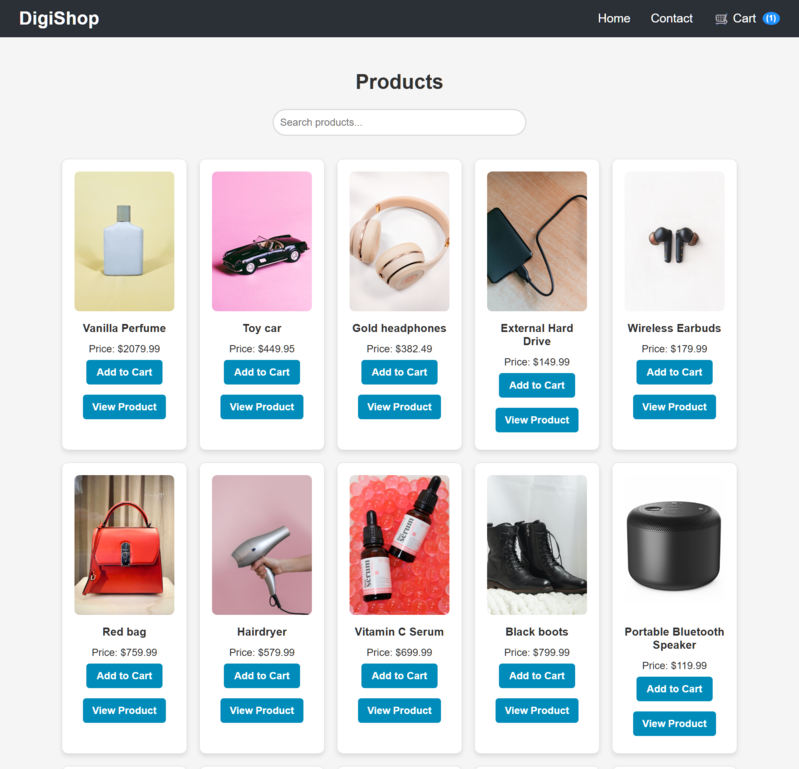 DigiShop
Home Contact Cart (1)
Products
Search products...
Vanilla Perfume
Price: $2079.99
Add to Cart
View Product
Toy car
Price: $449.95
Add to Cart
View Product
Gold headphones
Price: $382.49
Add to Cart
View Product
External Hard
Drive
Price: $149.99
Add to Cart
View Product
Wireless Earbuds
Price: $179.99
Add to Cart
View Product
Red bag
Price: $759.99
Add to Cart
View Product
Hairdryer
Price: $579.99
Add to Cart
View Product
serum
serum
Vitamin C Serum
Price: $699.99
Add to Cart
View Product
Black boots
Price: $799.99
Add to Cart
View Product
Portable Bluetooth
Speaker
Price: $119.99
Add to Cart
View Product